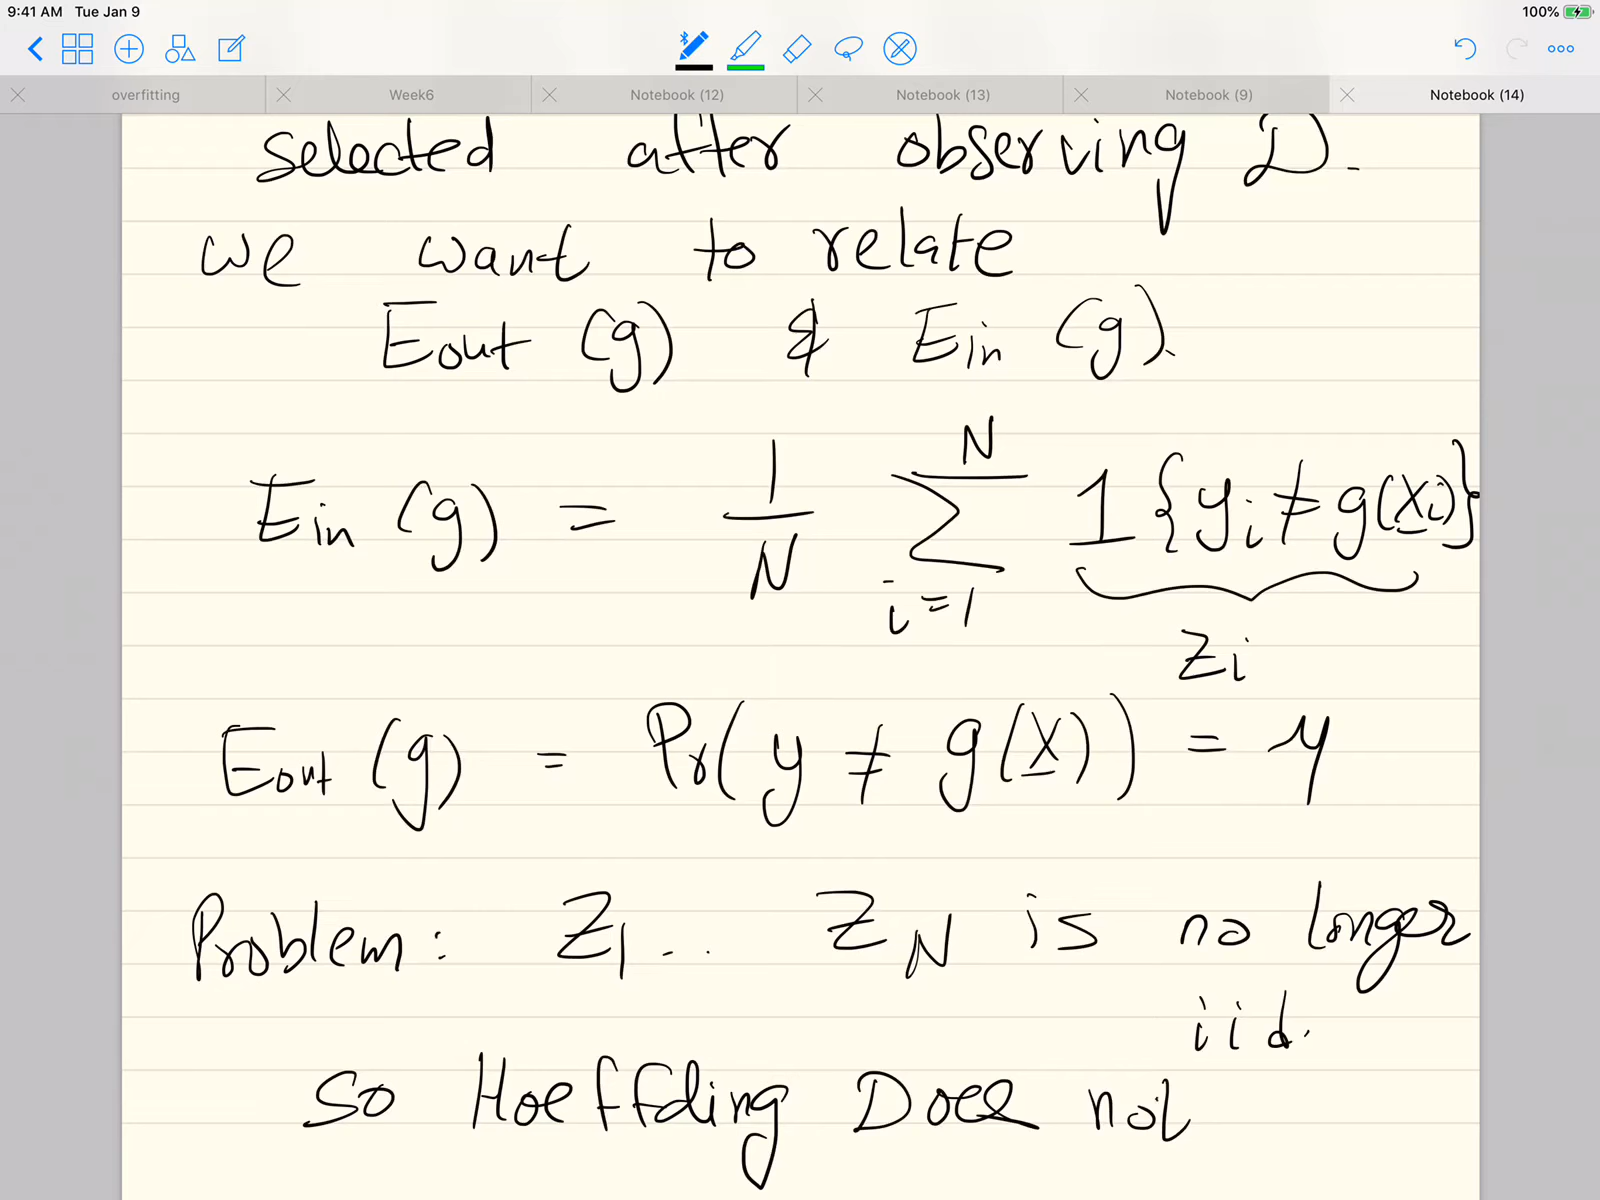 9:41 AM Tue Jan 9 100%
overfitting Week6 Notebook (12) Notebook (13) Notebook (9) Notebook (14)
selected after observing D.
we want to relate
Eout (g) & Ein (g).
Ein (g) = 1/N ∑_{i=1}^{N} 1{yi ≠ g(xi)}
Zi
Eout (g) = Pr(y ≠ g(x)) = μ
Problem: Z1 .. ZN is no longer
iid.
So Hoeffding Does not